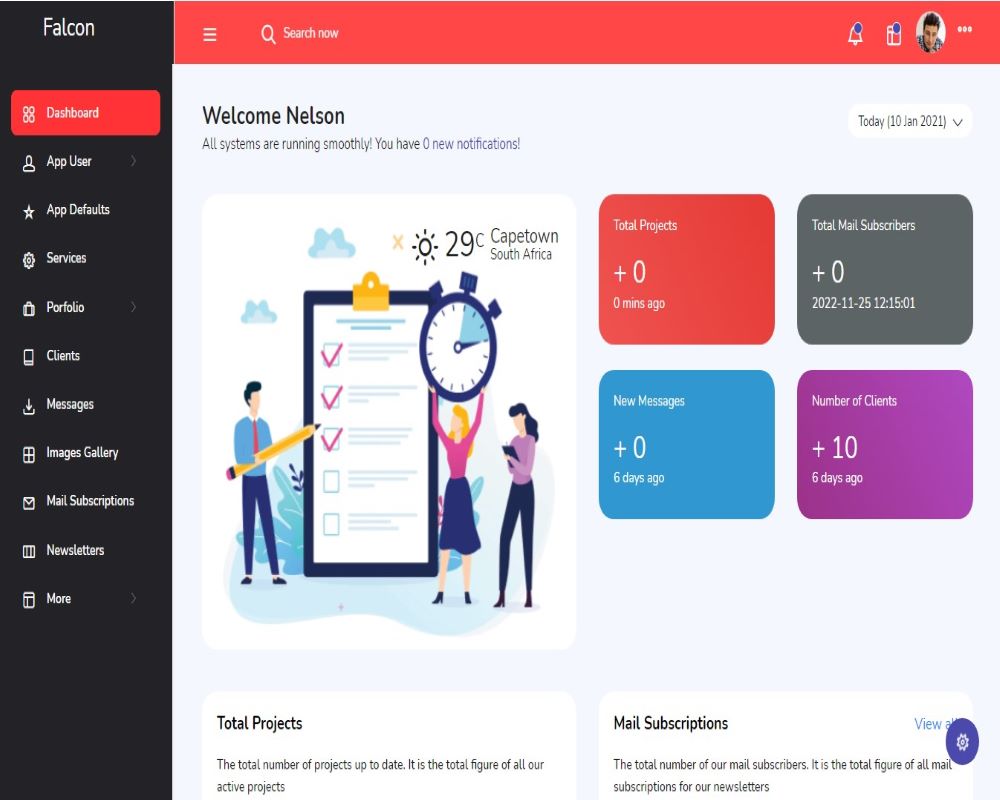 Falcon
Search now
Dashboard
App User
App Defaults
Services
Porfolio
Clients
Messages
Images Gallery
Mail Subscriptions
Newsletters
More
Welcome Nelson
All systems are running smoothly! You have 0 new notifications!
Today (10 Jan 2021)
29C Capetown
South Africa
Total Projects
+ 0
0 mins ago
Total Mail Subscribers
+ 0
2022-11-25 12:15:01
New Messages
+ 0
6 days ago
Number of Clients
+ 10
6 days ago
Total Projects
The total number of projects up to date. It is the total figure of all our
active projects
Mail Subscriptions
View all
The total number of our mail subscribers. It is the total figure of all mail
subscriptions for our newsletters